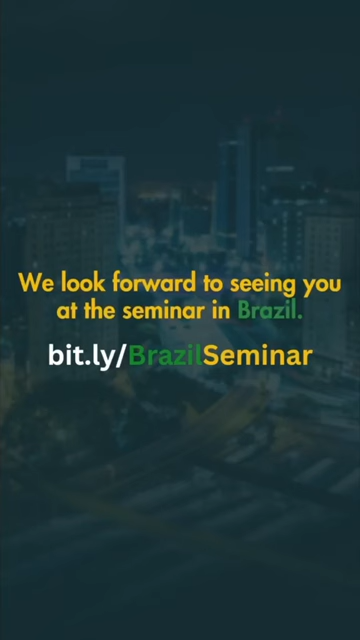 We look forward to seeing you
at the seminar in Brazil.
bit.ly/BrazilSeminar